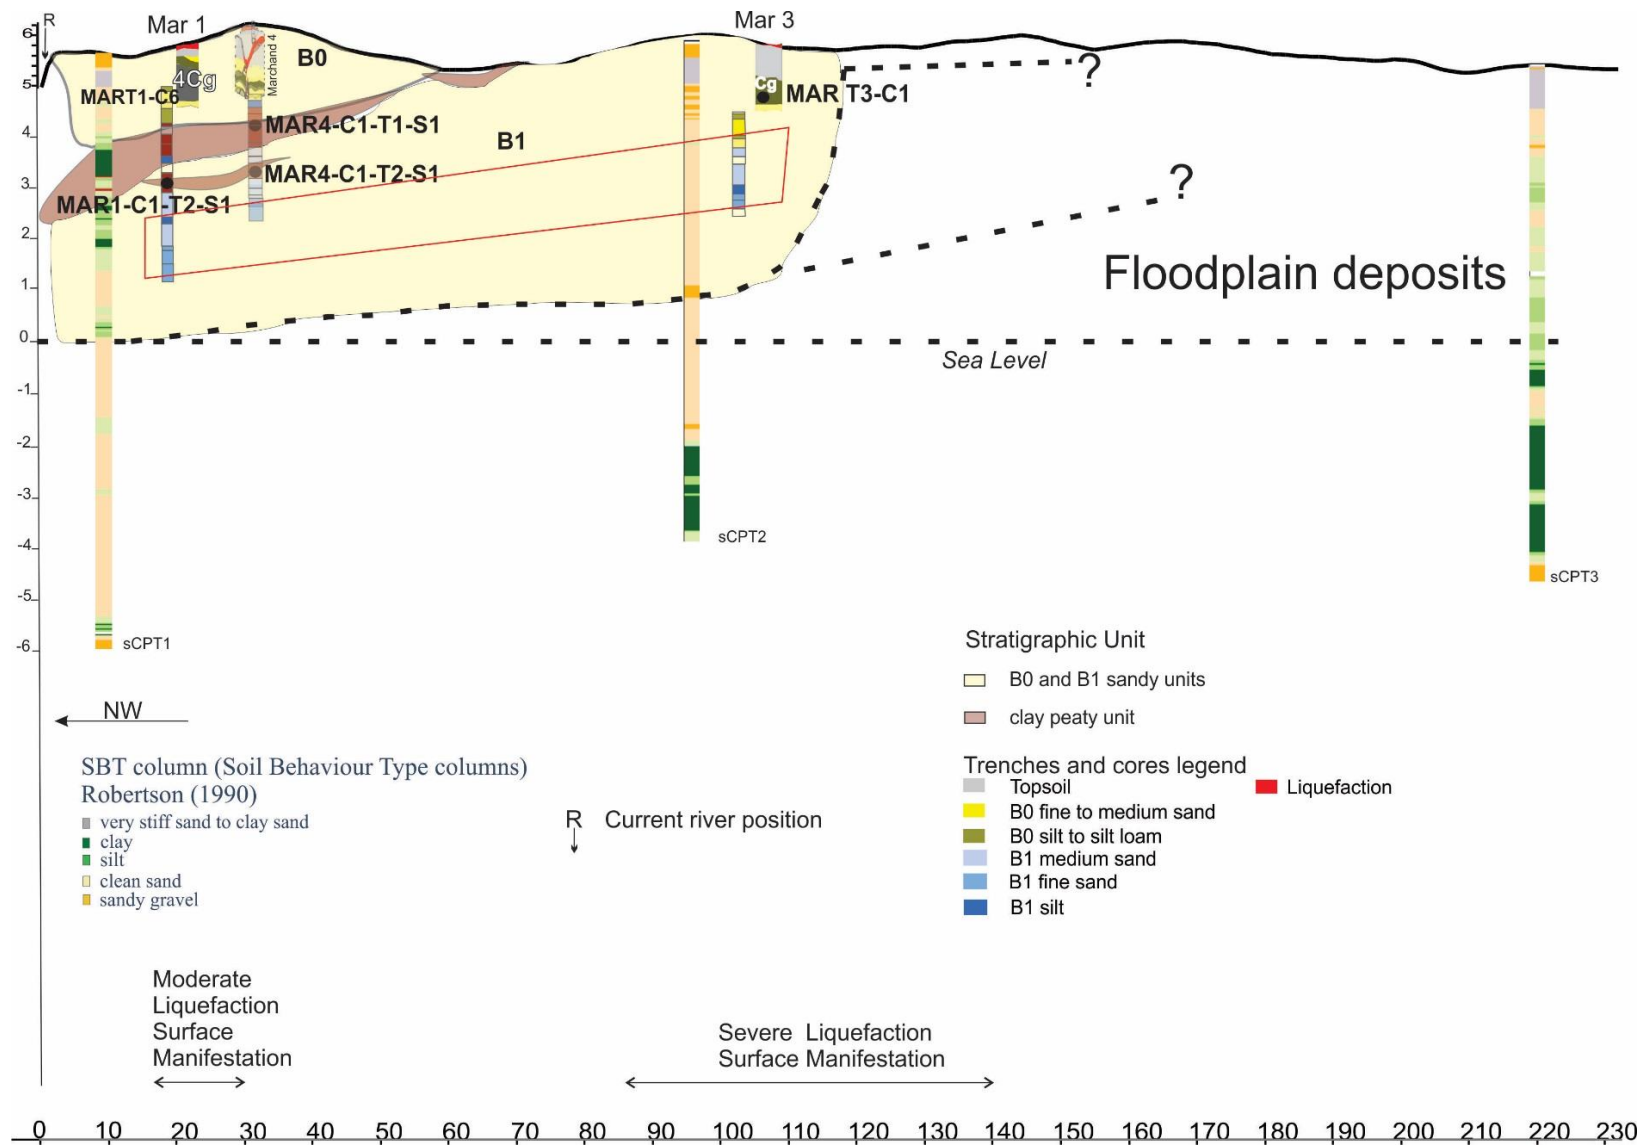 R
Mar 1
Mar 3
6
5
4
3
2
1
0
-1
-2
-3
-4
-5
-6
4Cg
Marchand 4
B0
MART1-C6
Cg
MAR T3-C1
?
MAR4-C1-T1-S1
B1
MAR4-C1-T2-S1
?
MAR1-C1-T2-S1
Floodplain deposits
Sea Level
sCPT2
sCPT3
sCPT1
NW
Stratigraphic Unit
B0 and B1 sandy units
clay peaty unit
SBT column (Soil Behaviour Type columns)
Robertson (1990)
very stiff sand to clay sand
clay
silt
clean sand
sandy gravel
R Current river position
Trenches and cores legend
Topsoil
Liquefaction
B0 fine to medium sand
B0 silt to silt loam
B1 medium sand
B1 fine sand
B1 silt
Moderate
Liquefaction
Surface
Manifestation
Severe Liquefaction
Surface Manifestation
0 10 20 30 40 50 60 70 80 90 100 110 120 130 140 150 160 170 190 200 210 220 230